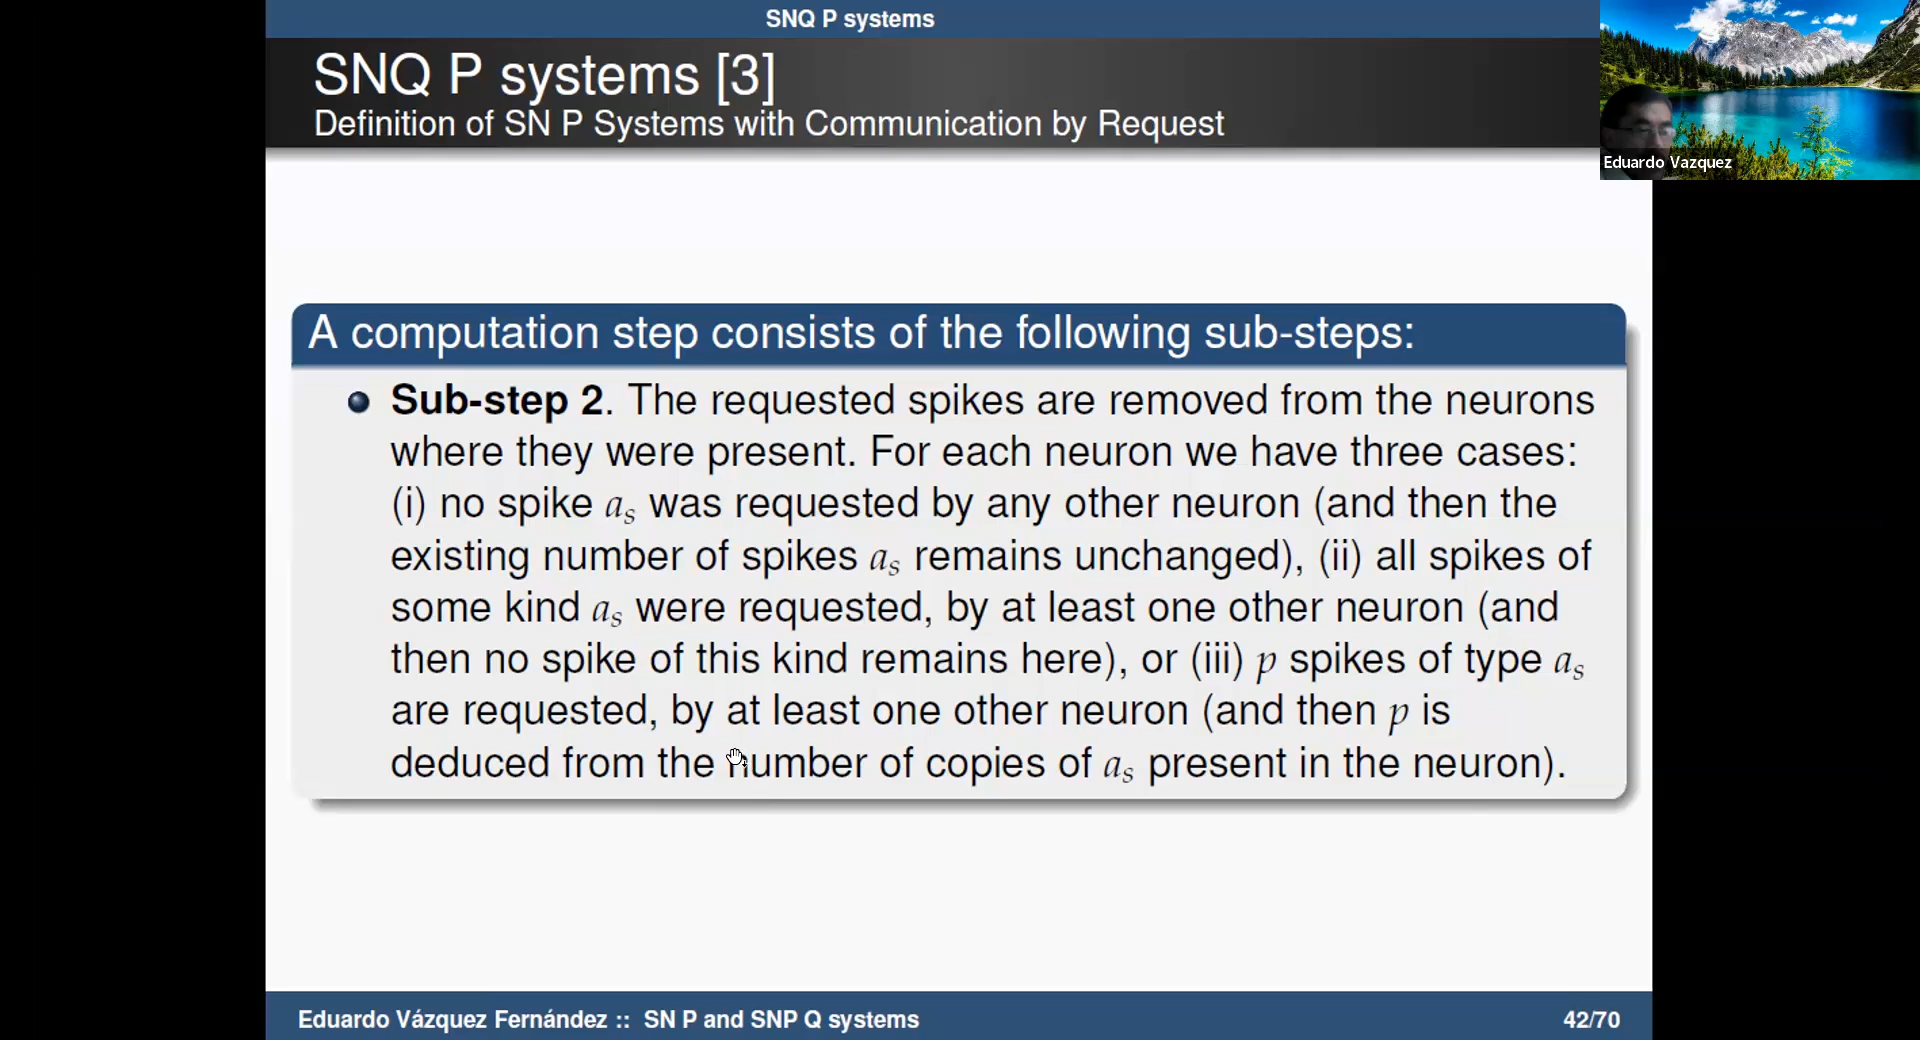 SNQ P systems
SNQ P systems [3]
Definition of SN P Systems with Communication by Request
Eduardo Vazquez
A computation step consists of the following sub-steps:
Sub-step 2. The requested spikes are removed from the neurons
where they were present. For each neuron we have three cases:
(i) no spike aₛ was requested by any other neuron (and then the
existing number of spikes aₛ remains unchanged), (ii) all spikes of
some kind aₛ were requested, by at least one other neuron (and
then no spike of this kind remains here), or (iii) p spikes of type aₛ
are requested, by at least one other neuron (and then p is
deduced from the number of copies of aₛ present in the neuron).
Eduardo Vázquez Fernández :: SN P and SNP Q systems
42/70